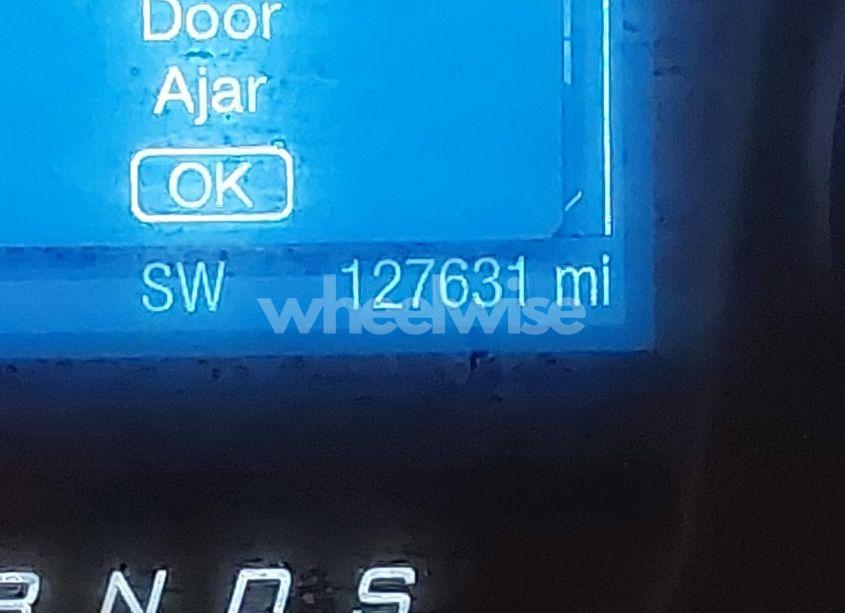 Door
Ajar
OK
SW 127631 mi
wheelwise
R N D S